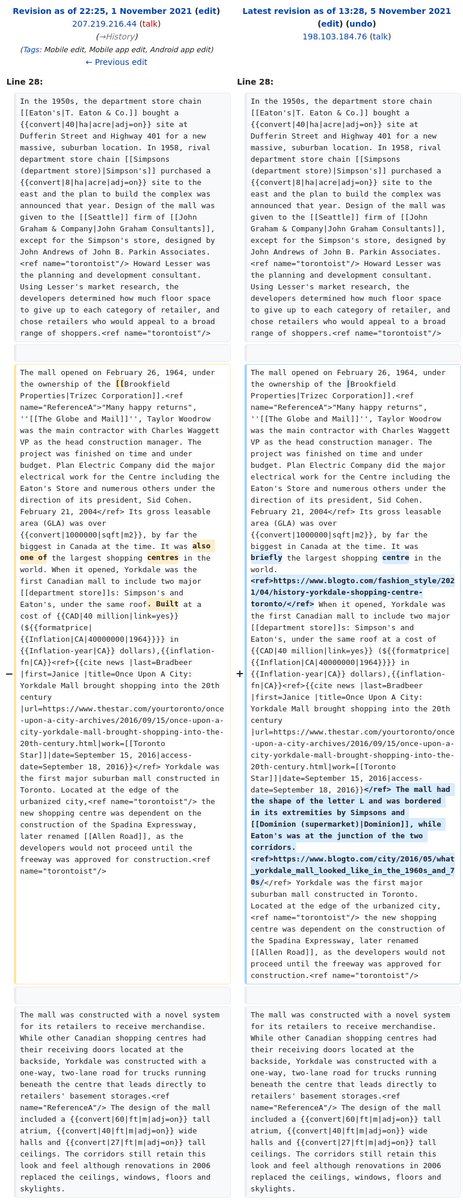 Revision as of 22:25, 1 November 2021 (edit)
207.219.216.44 (talk)
(→History)
(Tags: Mobile edit, Mobile app edit, Android app edit)
← Previous edit
Line 28:
In the 1950s, the department store chain
[[Eaton's|T. Eaton & Co.]] bought a
{{convert|40|ha|acre|adj=on}} site at
Dufferin Street and Highway 401 for a new
massive, suburban location. In 1958, rival
department store chain [[Simpsons
(department store)|Simpson's]] purchased a
{{convert|8|ha|acre|adj=on}} site to the
east and the plan to build the complex was
announced that year. Design of the mall was
given to the [[Seattle]] firm of [[John
Graham & Company|John Graham Consultants]],
except for the Simpson's store, designed by
John Andrews of John B. Parkin Associates.
<ref name="torontoist"/> Howard Lesser was
the planning and development consultant.
Using Lesser's market research, the
developers determined how much floor space
to give up to each category of retailer, and
chose retailers who would appeal to a broad
range of shoppers.<ref name="torontoist"/>
− The mall opened on February 26, 1964, under
the ownership of the [[Brookfield
Properties|Trizec Corporation]].<ref
name="ReferenceA">"Many happy returns",
''[[The Globe and Mail]]'', Taylor Woodrow
was the main contractor with Charles Waggett
VP as the head construction manager. The
project was finished on time and under
budget. Plan Electric Company did the major
electrical work for the Centre including the
Eaton's Store and numerous others under the
direction of its president, Sid Cohen.
February 21, 2004</ref> Its gross leasable
area (GLA) was over
{{convert|1000000|sqft|m2}}, by far the
biggest in Canada at the time. It was also
one of the largest shopping centres in the
world. When it opened, Yorkdale was the
first Canadian mall to include two major
[[department store]]s: Simpson's and
Eaton's, under the same roof. Built at a
cost of {{CAD|40 million|link=yes}}
(${{formatprice|
{{Inflation|CA|40000000|1964}}}} in
{{Inflation-year|CA}} dollars),{{inflation-
fn|CA}}<ref>{{cite news |last=Bradbeer
|first=Janice |title=Once Upon A City:
Yorkdale Mall brought shopping into the 20th
century
|url=https://www.thestar.com/yourtoronto/once
-upon-a-city-archives/2016/09/15/once-upon-a-
city-yorkdale-mall-brought-shopping-into-the-
20th-century.html|work=[[Toronto
Star]]|date=September 15, 2016|access-
date=September 18, 2016}}</ref> Yorkdale was
the first major suburban mall constructed in
Toronto. Located at the edge of the
urbanized city,<ref name="torontoist"/> the
new shopping centre was dependent on the
construction of the Spadina Expressway,
later renamed [[Allen Road]], as the
developers would not proceed until the
freeway was approved for construction.<ref
name="torontoist"/>
The mall was constructed with a novel system
for its retailers to receive merchandise.
While other Canadian shopping centres had
their receiving doors located at the
backside, Yorkdale was constructed with a
one-way, two-lane road for trucks running
beneath the centre that leads directly to
retailers' basement storages.<ref
name="ReferenceA"/> The design of the mall
included a {{convert|60|ft|m|adj=on}} tall
atrium, {{convert|40|ft|m|adj=on}} wide
halls and {{convert|27|ft|m|adj=on}} tall
ceilings. The corridors still retain this
look and feel although renovations in 2006
replaced the ceilings, windows, floors and
skylights.
Latest revision as of 13:28, 5 November 2021
(edit) (undo)
198.103.184.76 (talk)
Line 28:
In the 1950s, the department store chain
[[Eaton's|T. Eaton & Co.]] bought a
{{convert|40|ha|acre|adj=on}} site at
Dufferin Street and Highway 401 for a new
massive, suburban location. In 1958, rival
department store chain [[Simpsons
(department store)|Simpson's]] purchased a
{{convert|8|ha|acre|adj=on}} site to the
east and the plan to build the complex was
announced that year. Design of the mall was
given to the [[Seattle]] firm of [[John
Graham & Company|John Graham Consultants]],
except for the Simpson's store, designed by
John Andrews of John B. Parkin Associates.
<ref name="torontoist"/> Howard Lesser was
the planning and development consultant.
Using Lesser's market research, the
developers determined how much floor space
to give up to each category of retailer, and
chose retailers who would appeal to a broad
range of shoppers.<ref name="torontoist"/>
+ The mall opened on February 26, 1964, under
the ownership of the |Brookfield
Properties|Trizec Corporation]].<ref
name="ReferenceA">"Many happy returns",
''[[The Globe and Mail]]'', Taylor Woodrow
was the main contractor with Charles Waggett
VP as the head construction manager. The
project was finished on time and under
budget. Plan Electric Company did the major
electrical work for the Centre including the
Eaton's Store and numerous others under the
direction of its president, Sid Cohen.
February 21, 2004</ref> Its gross leasable
area (GLA) was over
{{convert|1000000|sqft|m2}}, by far the
biggest in Canada at the time. It was
briefly the largest shopping centre in the
world.
<ref>https://www.blogto.com/fashion_style/202
1/04/history-yorkdale-shopping-centre-
toronto/</ref> When it opened, Yorkdale was
the first Canadian mall to include two major
[[department store]]s: Simpson's and
Eaton's, under the same roof at a cost of
{{CAD|40 million|link=yes}} (${{formatprice|
{{Inflation|CA|40000000|1964}}}} in
{{Inflation-year|CA}} dollars),{{inflation-
fn|CA}}<ref>{{cite news |last=Bradbeer
|first=Janice |title=Once Upon A City:
Yorkdale Mall brought shopping into the 20th
century
|url=https://www.thestar.com/yourtoronto/once
-upon-a-city-archives/2016/09/15/once-upon-a-
city-yorkdale-mall-brought-shopping-into-the-
20th-century.html|work=[[Toronto
Star]]|date=September 15, 2016|access-
date=September 18, 2016}}</ref> The mall had
the shape of the letter L and was bordered
in its extremities by Simpsons and
[[Dominion (supermarket)|Dominion]], while
Eaton's was at the junction of the two
corridors.
<ref>https://www.blogto.com/city/2016/05/what
_yorkdale_mall_looked_like_in_the_1960s_and_7
0s/</ref> Yorkdale was the first major
suburban mall constructed in Toronto.
Located at the edge of the urbanized city,
<ref name="torontoist"/> the new shopping
centre was dependent on the construction of
the Spadina Expressway, later renamed
[[Allen Road]], as the developers would not
proceed until the freeway was approved for
construction.<ref name="torontoist"/>
The mall was constructed with a novel system
for its retailers to receive merchandise.
While other Canadian shopping centres had
their receiving doors located at the
backside, Yorkdale was constructed with a
one-way, two-lane road for trucks running
beneath the centre that leads directly to
retailers' basement storages.<ref
name="ReferenceA"/> The design of the mall
included a {{convert|60|ft|m|adj=on}} tall
atrium, {{convert|40|ft|m|adj=on}} wide
halls and {{convert|27|ft|m|adj=on}} tall
ceilings. The corridors still retain this
look and feel although renovations in 2006
replaced the ceilings, windows, floors and
skylights.